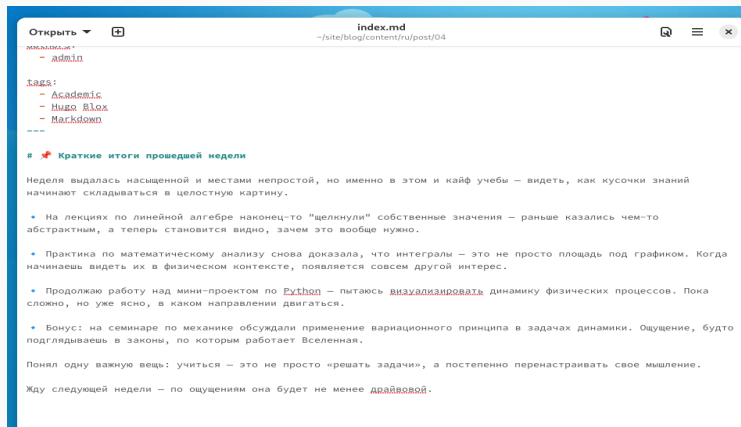 Открыть
index.md
~/site/blog/content/ru/post/04
authors:
- admin
tags:
- Academic
- Hugo Blox
- Markdown
---
# 📌 Краткие итоги прошедшей недели
Неделя выдалась насыщенной и местами непростой, но именно в этом и кайф учебы — видеть, как кусочки знаний
начинают складываться в целостную картину.
🔹 На лекциях по линейной алгебре наконец-то "щелкнули" собственные значения — раньше казались чем-то
абстрактным, а теперь становится видно, зачем это вообще нужно.
🔹 Практика по математическому анализу снова доказала, что интегралы — это не просто площадь под графиком. Когда
начинаешь видеть их в физическом контексте, появляется совсем другой интерес.
🔹 Продолжаю работу над мини-проектом по Python — пытаюсь визуализировать динамику физических процессов. Пока
сложно, но уже ясно, в каком направлении двигаться.
🔹 Бонус: на семинаре по механике обсуждали применение вариационного принципа в задачах динамики. Ощущение, будто
подглядываешь в законы, по которым работает Вселенная.
Понял одну важную вещь: учиться — это не просто «решать задачи», а постепенно перенастраивать свое мышление.
Жду следующей недели — по ощущениям она будет не менее драйвовой.